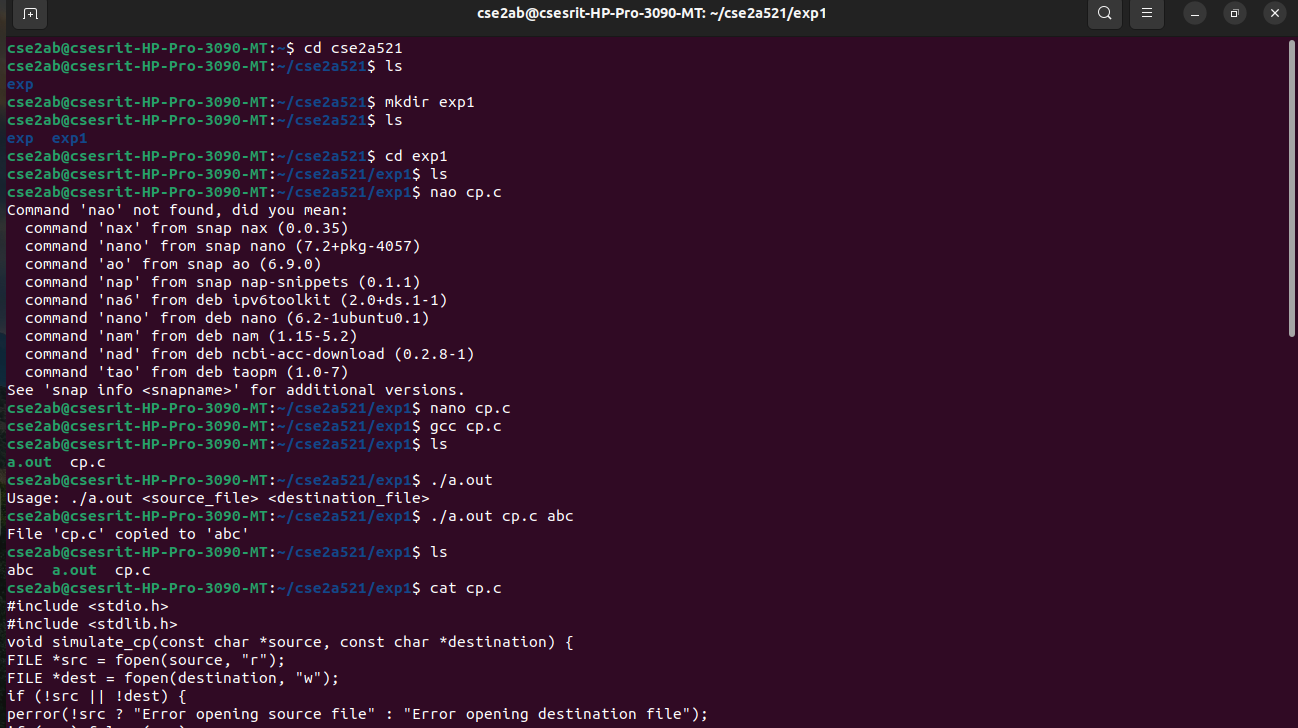 cse2ab@csesrit-HP-Pro-3090-MT: ~/cse2a521/exp1
cse2ab@csesrit-HP-Pro-3090-MT:~$ cd cse2a521
cse2ab@csesrit-HP-Pro-3090-MT:~/cse2a521$ ls
exp
cse2ab@csesrit-HP-Pro-3090-MT:~/cse2a521$ mkdir exp1
cse2ab@csesrit-HP-Pro-3090-MT:~/cse2a521$ ls
exp  exp1
cse2ab@csesrit-HP-Pro-3090-MT:~/cse2a521$ cd exp1
cse2ab@csesrit-HP-Pro-3090-MT:~/cse2a521/exp1$ ls
cse2ab@csesrit-HP-Pro-3090-MT:~/cse2a521/exp1$ nao cp.c
Command 'nao' not found, did you mean:
  command 'nax' from snap nax (0.0.35)
  command 'nano' from snap nano (7.2+pkg-4057)
  command 'ao' from snap ao (6.9.0)
  command 'nap' from snap nap-snippets (0.1.1)
  command 'na6' from deb ipv6toolkit (2.0+ds.1-1)
  command 'nano' from deb nano (6.2-1ubuntu0.1)
  command 'nam' from deb nam (1.15-5.2)
  command 'nad' from deb ncbi-acc-download (0.2.8-1)
  command 'tao' from deb taopm (1.0-7)
See 'snap info <snapname>' for additional versions.
cse2ab@csesrit-HP-Pro-3090-MT:~/cse2a521/exp1$ nano cp.c
cse2ab@csesrit-HP-Pro-3090-MT:~/cse2a521/exp1$ gcc cp.c
cse2ab@csesrit-HP-Pro-3090-MT:~/cse2a521/exp1$ ls
a.out  cp.c
cse2ab@csesrit-HP-Pro-3090-MT:~/cse2a521/exp1$ ./a.out
Usage: ./a.out <source_file> <destination_file>
cse2ab@csesrit-HP-Pro-3090-MT:~/cse2a521/exp1$ ./a.out cp.c abc
File 'cp.c' copied to 'abc'
cse2ab@csesrit-HP-Pro-3090-MT:~/cse2a521/exp1$ ls
abc  a.out  cp.c
cse2ab@csesrit-HP-Pro-3090-MT:~/cse2a521/exp1$ cat cp.c
#include <stdio.h>
#include <stdlib.h>
void simulate_cp(const char *source, const char *destination) {
FILE *src = fopen(source, "r");
FILE *dest = fopen(destination, "w");
if (!src || !dest) {
perror(!src ? "Error opening source file" : "Error opening destination file");